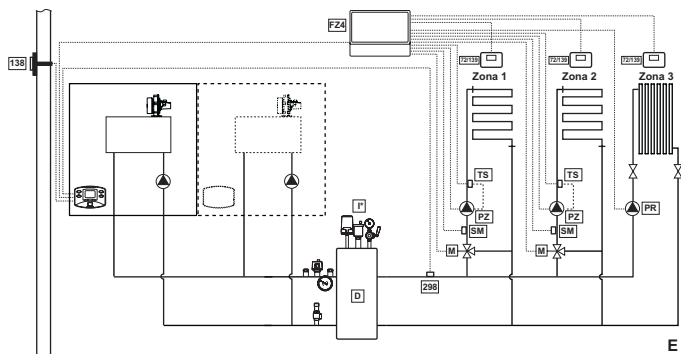 FZ4
138
72/139
72/139
72/139
Zona 1
Zona 2
Zona 3
TS
TS
PZ
PZ
PR
I*
SM
SM
M
M
298
D
E